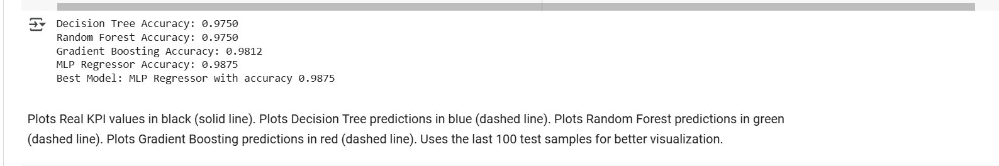 Decision Tree Accuracy: 0.9750
Random Forest Accuracy: 0.9750
Gradient Boosting Accuracy: 0.9812
MLP Regressor Accuracy: 0.9875
Best Model: MLP Regressor with accuracy 0.9875
Plots Real KPI values in black (solid line). Plots Decision Tree predictions in blue (dashed line). Plots Random Forest predictions in green
(dashed line). Plots Gradient Boosting predictions in red (dashed line). Uses the last 100 test samples for better visualization.